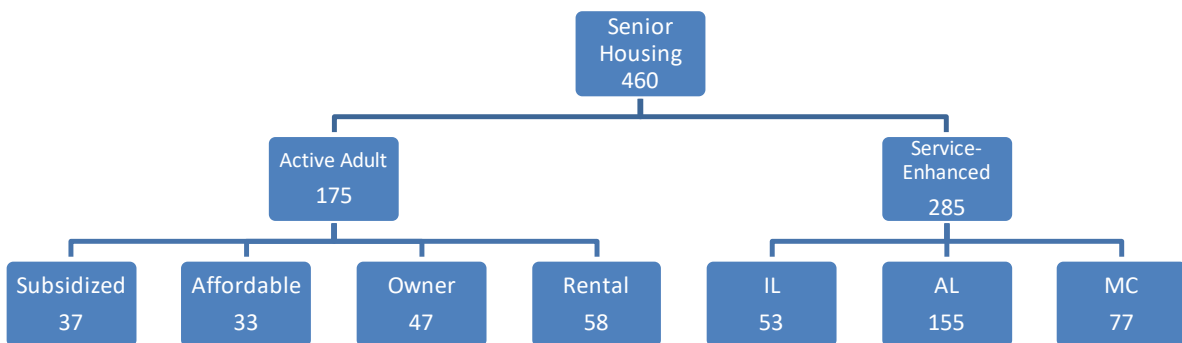 Senior
Housing
460
Active Adult
175
Service-
Enhanced
285
Subsidized
37
Affordable
33
Owner
47
Rental
58
IL
53
AL
155
MC
77